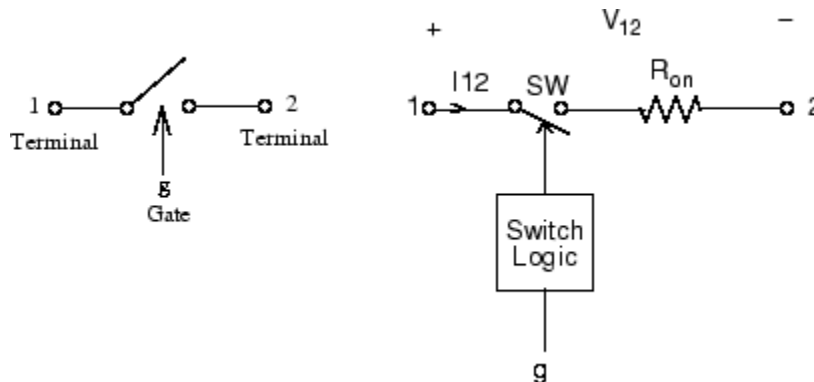 1 2
Terminal Terminal
g
Gate
+ V12 −
I12 SW Ron
1 2
Switch
Logic
g